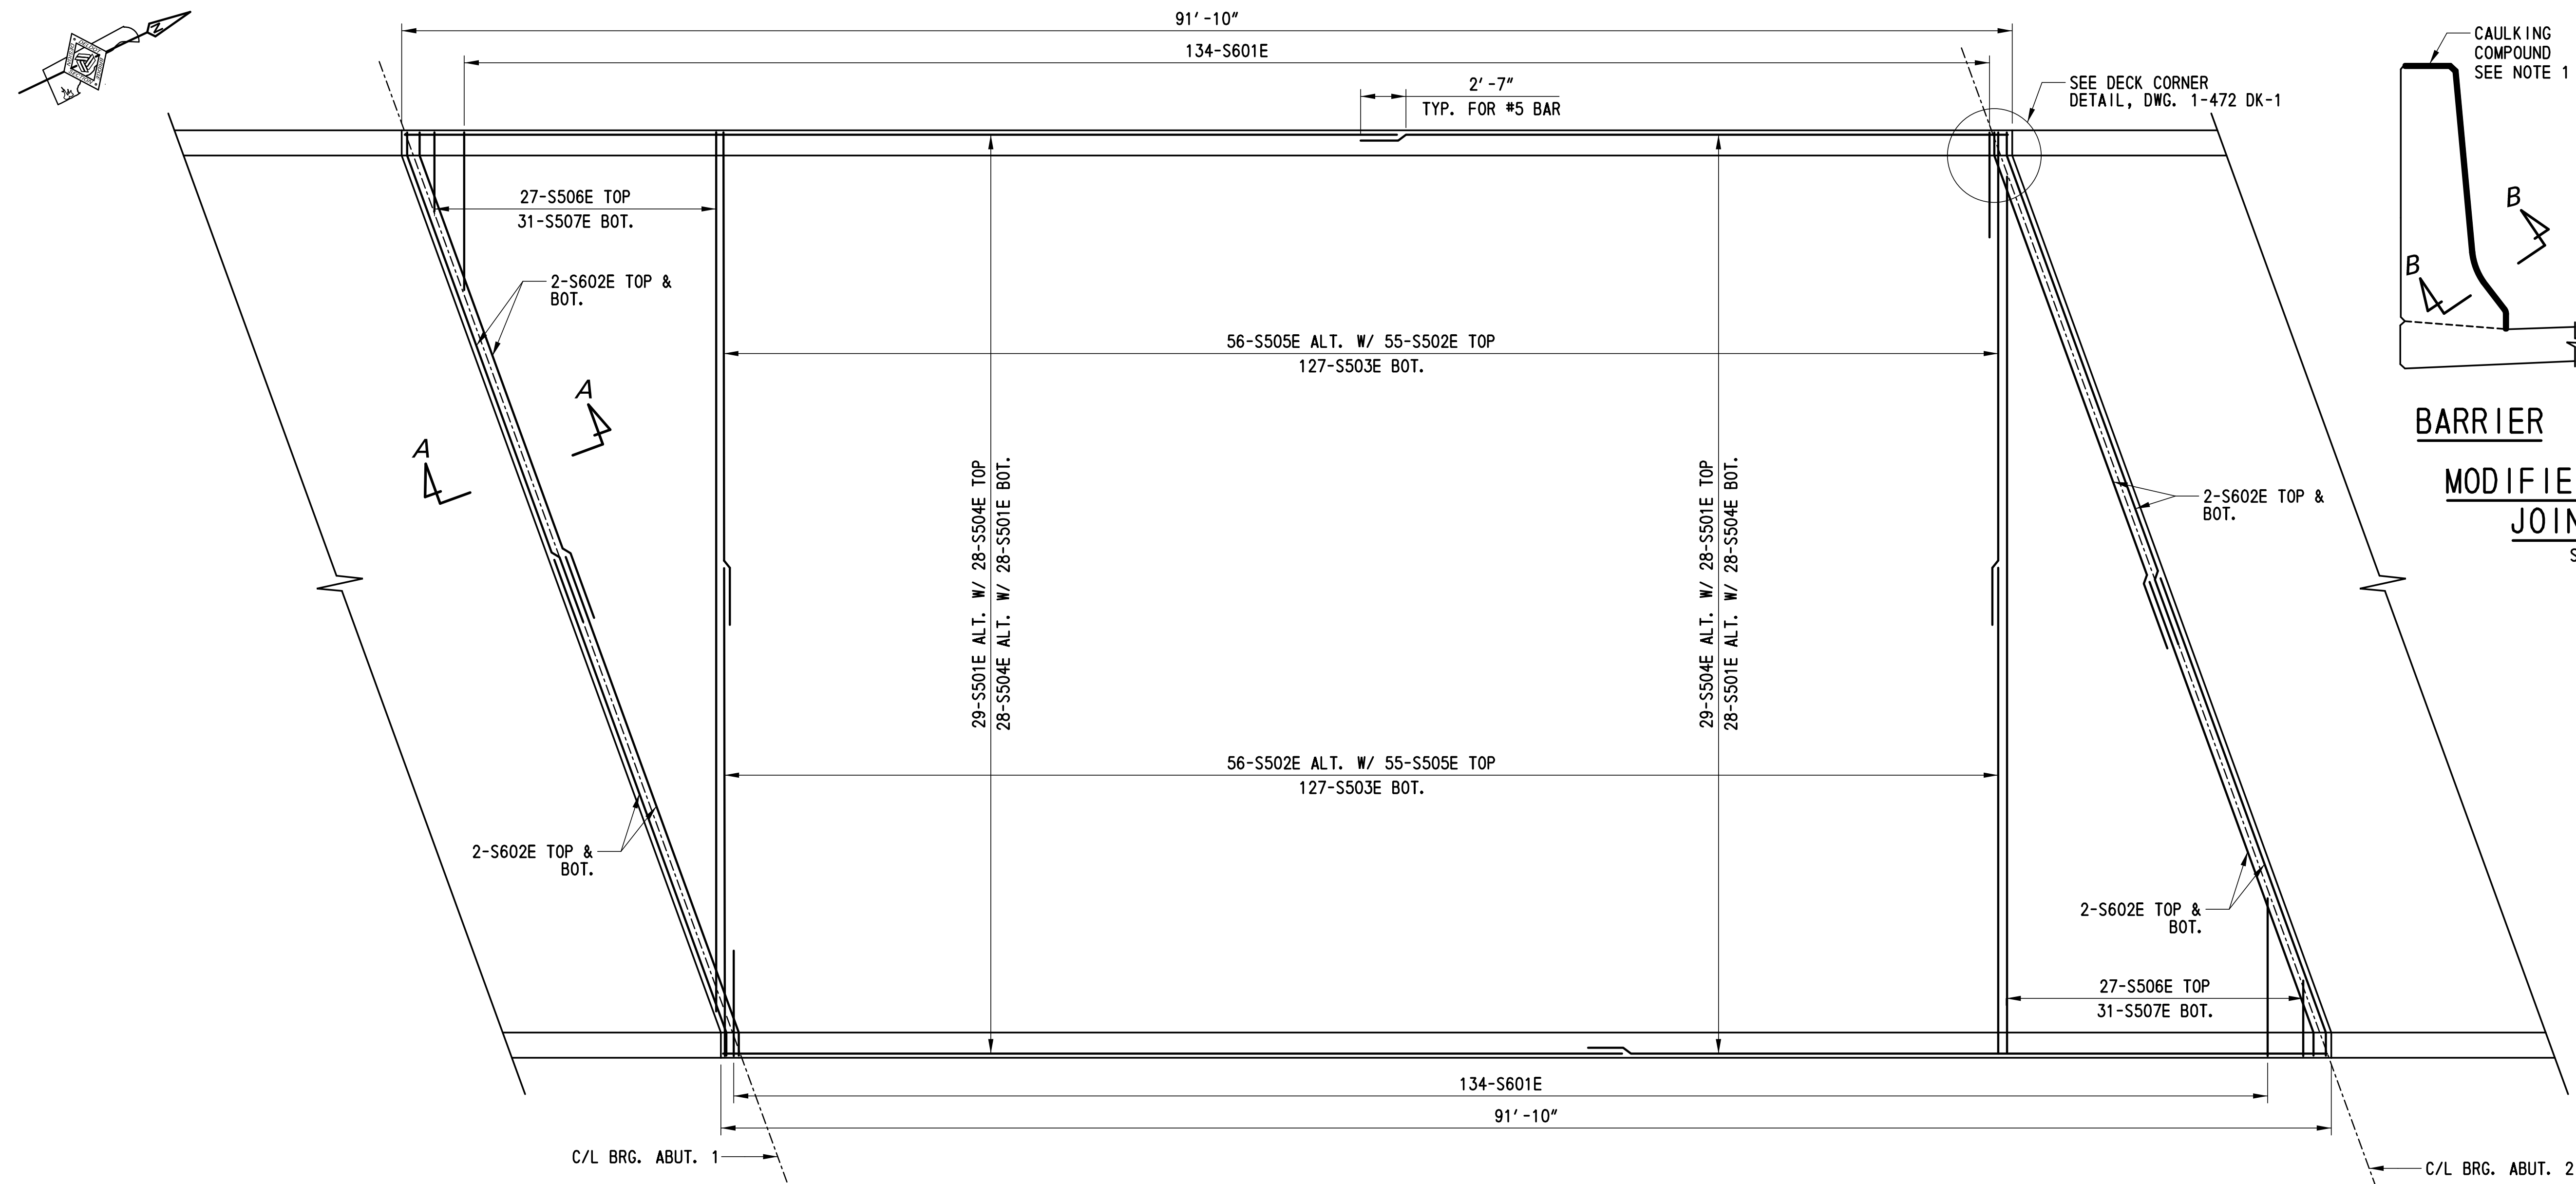 91'-10"
134-S601E
2'-7"
TYP. FOR #5 BAR
SEE DECK CORNER
DETAIL, DWG. 1-472 DK-1
CAULKING
COMPOUND
SEE NOTE 1
N
27-S506E TOP
31-S507E BOT.
2-S602E TOP &
BOT.
B
B
56-S505E ALT. W/ 55-S502E TOP
127-S503E BOT.
A
A
BARRIER
MODIFIE
JOIN
S
29-S501E ALT. W/ 28-S504E TOP
28-S504E ALT. W/ 28-S501E BOT.
29-S504E ALT. W/ 28-S501E TOP
28-S501E ALT. W/ 28-S504E BOT.
2-S602E TOP &
BOT.
56-S502E ALT. W/ 55-S505E TOP
127-S503E BOT.
2-S602E TOP &
BOT.
2-S602E TOP &
BOT.
27-S506E TOP
31-S507E BOT.
134-S601E
91'-10"
C/L BRG. ABUT. 1
C/L BRG. ABUT. 2